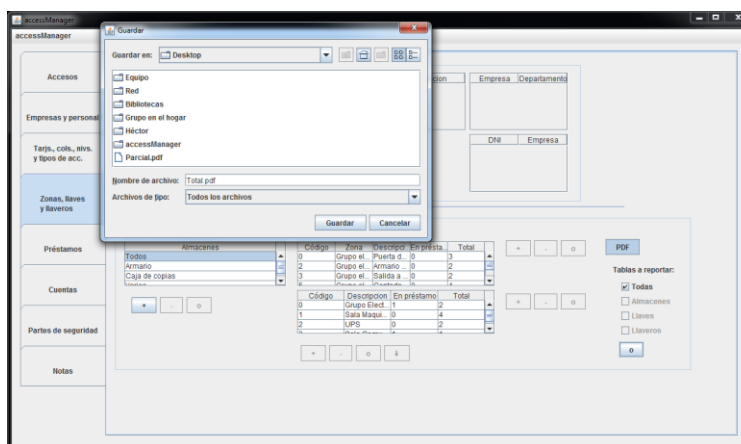 accessManager
accessManager
Guardar
Guardar en: Desktop
Equipo
Red
Bibliotecas
Grupo en el hogar
Héctor
accessManager
Parcial.pdf
Nombre de archivo: Total.pdf
Archivos de tipo: Todos los archivos
Guardar Cancelar
Accesos
Empresas y personal
Tarjs., cols., nivs.
y tipos de acc.
Zonas, llaves
y llaveros
Préstamos
Cuentas
Partes de seguridad
Notas
Empresa Departamento
DNI Empresa
Almacenes
Todos
Armario
Caja de copias
Varios
+ - o
Código Zona Descripci... En présta... Total
0 Grupo el... Puerta d... 0 3
2 Grupo el... Armario ... 0 2
3 Grupo el... Salida a ... 0 2
+ - o
Código Descripcion En préstamo Total
0 Grupo Elect... 1 2
1 Sala Maqui... 0 4
2 UPS 0 2
+ - o
+ - o ⬇
PDF
Tablas a reportar:
Todas
Almacenes
Llaves
Llaveros
o